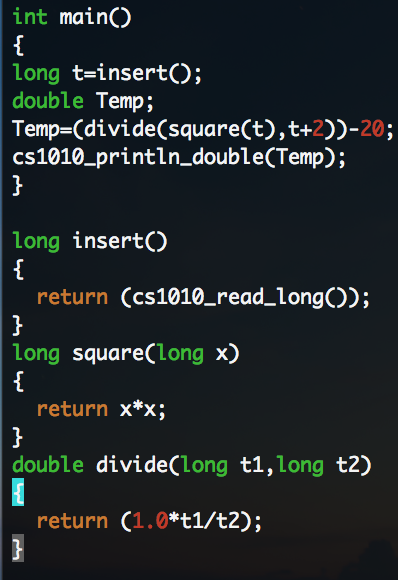 int main()
{
long t=insert();
double Temp;
Temp=(divide(square(t),t+2))-20;
cs1010_println_double(Temp);
}

long insert()
{
  return (cs1010_read_long());
}
long square(long x)
{
  return x*x;
}
double divide(long t1,long t2)
{
  return (1.0*t1/t2);
}